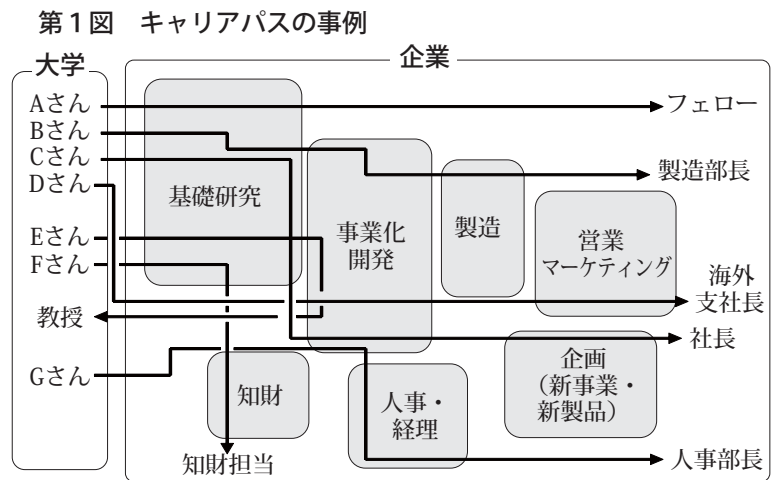 第１図　キャリアパスの事例
大学
企業
Aさん
Bさん
Cさん
Dさん
Eさん
Fさん
教授
Gさん
基礎研究
事業化
開発
製造
営業
マーケティング
知財
人事・
経理
企画
（新事業・
新製品）
フェロー
製造部長
海外
支社長
社長
人事部長
知財担当